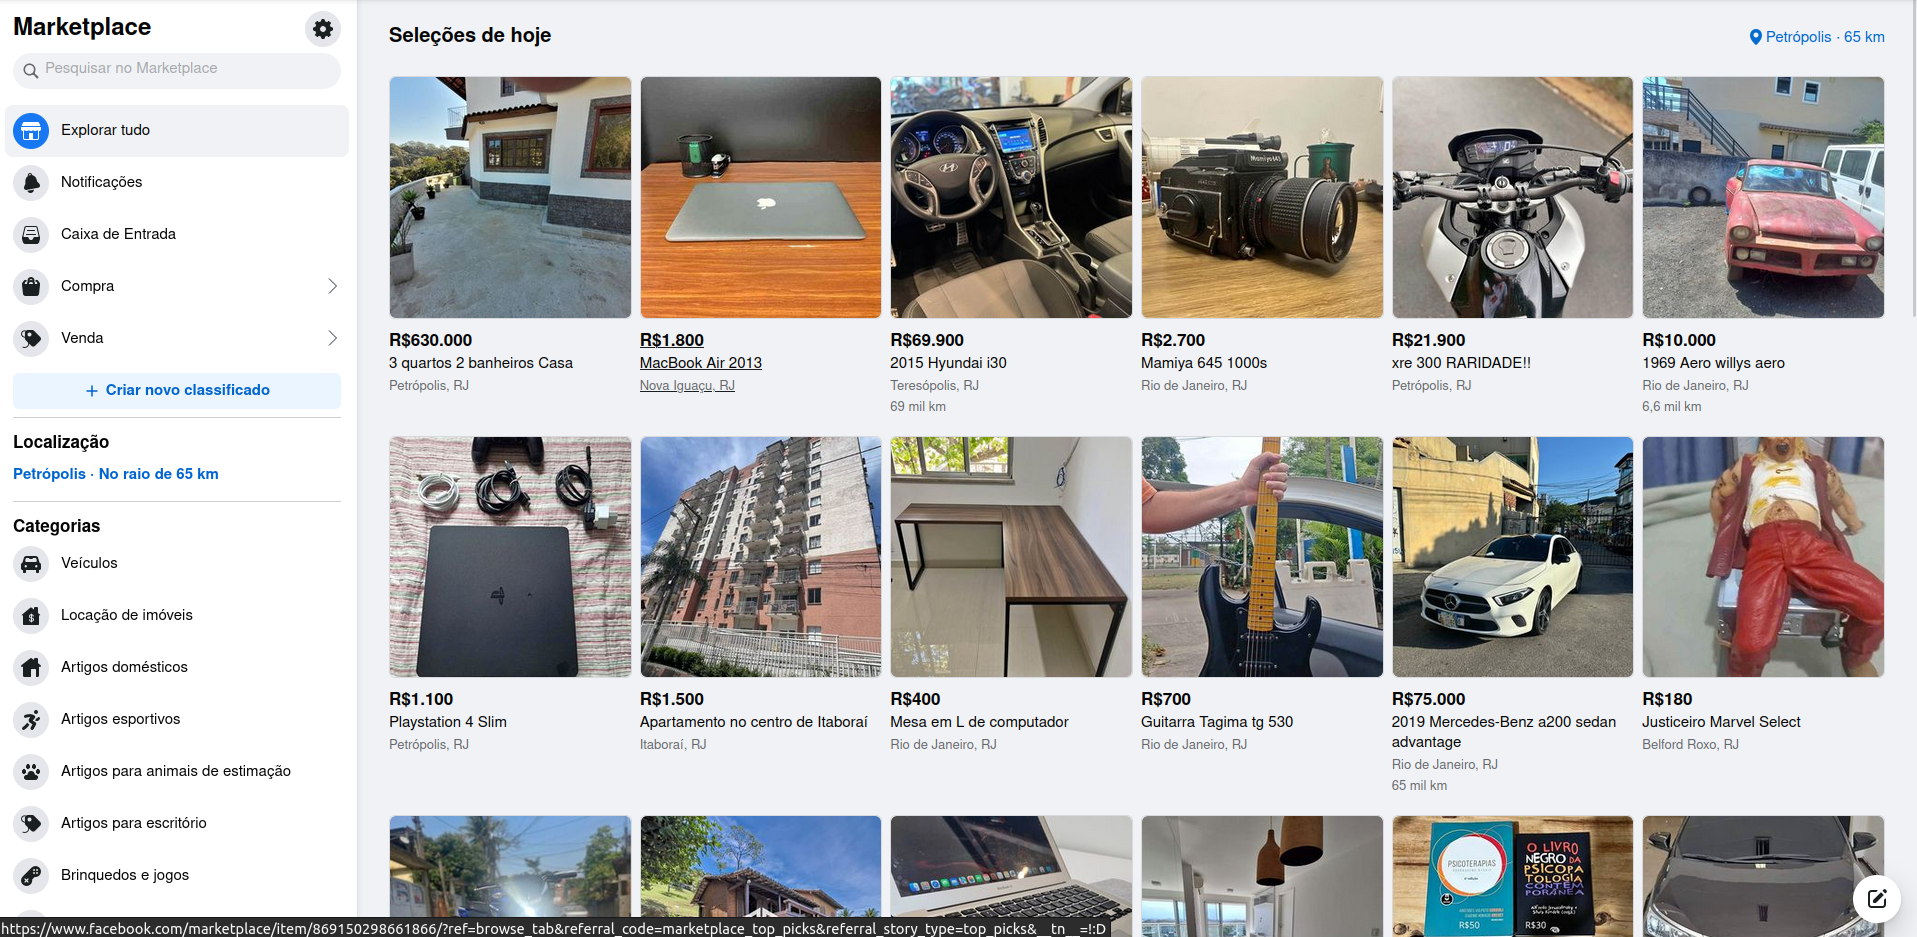 Marketplace
Pesquisar no Marketplace
Explorar tudo
Notificações
Caixa de Entrada
Compra
Venda
+ Criar novo classificado
Localização
Petrópolis · No raio de 65 km
Categorias
Veículos
Locação de imóveis
Artigos domésticos
Artigos esportivos
Artigos para animais de estimação
Artigos para escritório
Brinquedos e jogos
Seleções de hoje
Petrópolis · 65 km
R$630.000
3 quartos 2 banheiros Casa
Petrópolis, RJ
R$1.800
MacBook Air 2013
Nova Iguaçu, RJ
R$69.900
2015 Hyundai i30
Teresópolis, RJ
69 mil km
Mamiya 645
R$2.700
Mamiya 645 1000s
Rio de Janeiro, RJ
R$21.900
xre 300 RARIDADE!!
Petrópolis, RJ
R$10.000
1969 Aero willys aero
Rio de Janeiro, RJ
6,6 mil km
R$1.100
Playstation 4 Slim
Petrópolis, RJ
R$1.500
Apartamento no centro de Itaboraí
Itaboraí, RJ
R$400
Mesa em L de computador
Rio de Janeiro, RJ
R$700
Guitarra Tagima tg 530
Rio de Janeiro, RJ
R$75.000
2019 Mercedes-Benz a200 sedan
advantage
Rio de Janeiro, RJ
65 mil km
R$180
Justiceiro Marvel Select
Belford Roxo, RJ
PSICOTERAPIAS
R$50
O LIVRO
NEGRO DA
PSICOPA
TOLOGIA
CONTEM
PORÂNEA
R$30
https://www.facebook.com/marketplace/item/869150298661866/?ref=browse_tab&referral_code=marketplace_top_picks&referral_story_type=top_picks&__tn__=!:D